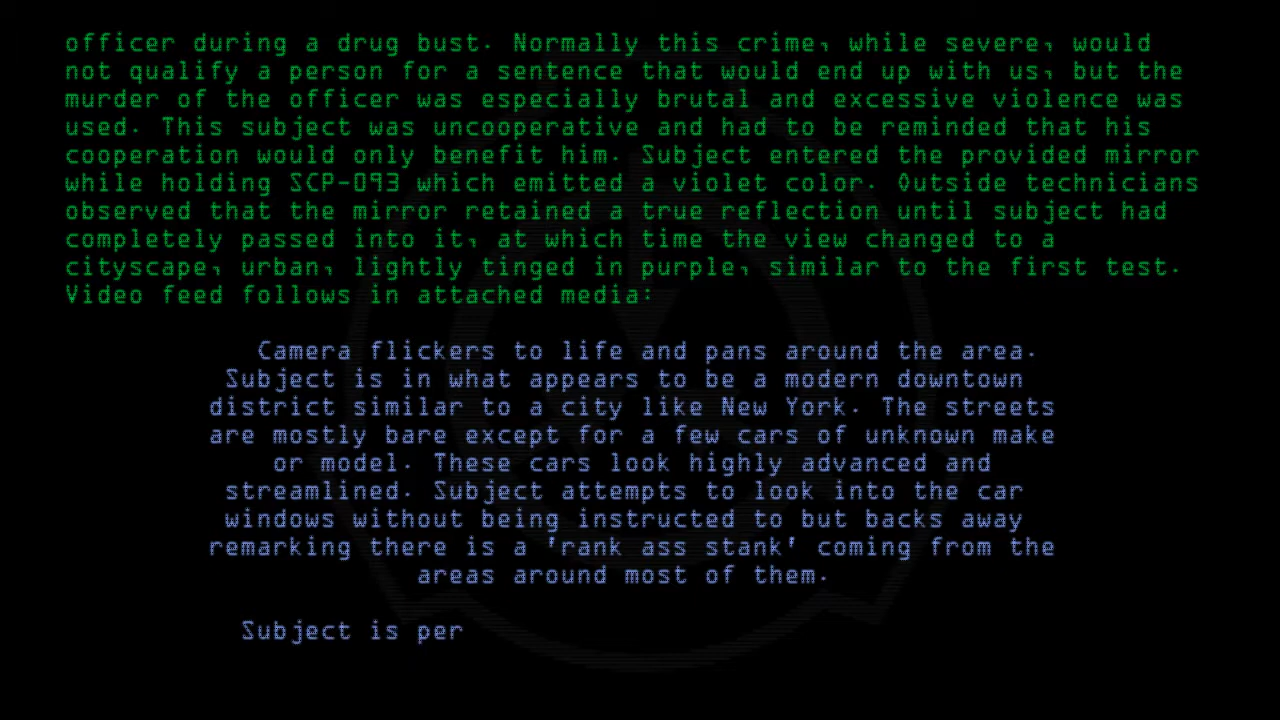 officer during a drug bust. Normally this crime, while severe, would
not qualify a person for a sentence that would end up with us, but the
murder of the officer was especially brutal and excessive violence was
used. This subject was uncooperative and had to be reminded that his
cooperation would only benefit him. Subject entered the provided mirror
while holding SCP-093 which emitted a violet color. Outside technicians
observed that the mirror retained a true reflection until subject had
completely passed into it, at which time the view changed to a
cityscape, urban, lightly tinged in purple, similar to the first test.
Video feed follows in attached media:
Camera flickers to life and pans around the area.
Subject is in what appears to be a modern downtown
district similar to a city like New York. The streets
are mostly bare except for a few cars of unknown make
or model. These cars look highly advanced and
streamlined. Subject attempts to look into the car
windows without being instructed to but backs away
remarking there is a 'rank ass stank' coming from the
areas around most of them.
Subject is per